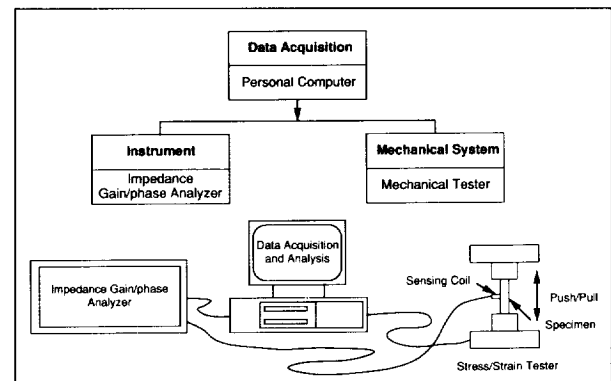 Data Acquisition
Personal Computer
Instrument
Impedance
Gain/phase Analyzer
Mechanical System
Mechanical Tester
Data Acquisition
and Analysis
Impedance Gain/phase
Analyzer
Sensing Coil
Push/Pull
Specimen
Stress/Strain Tester